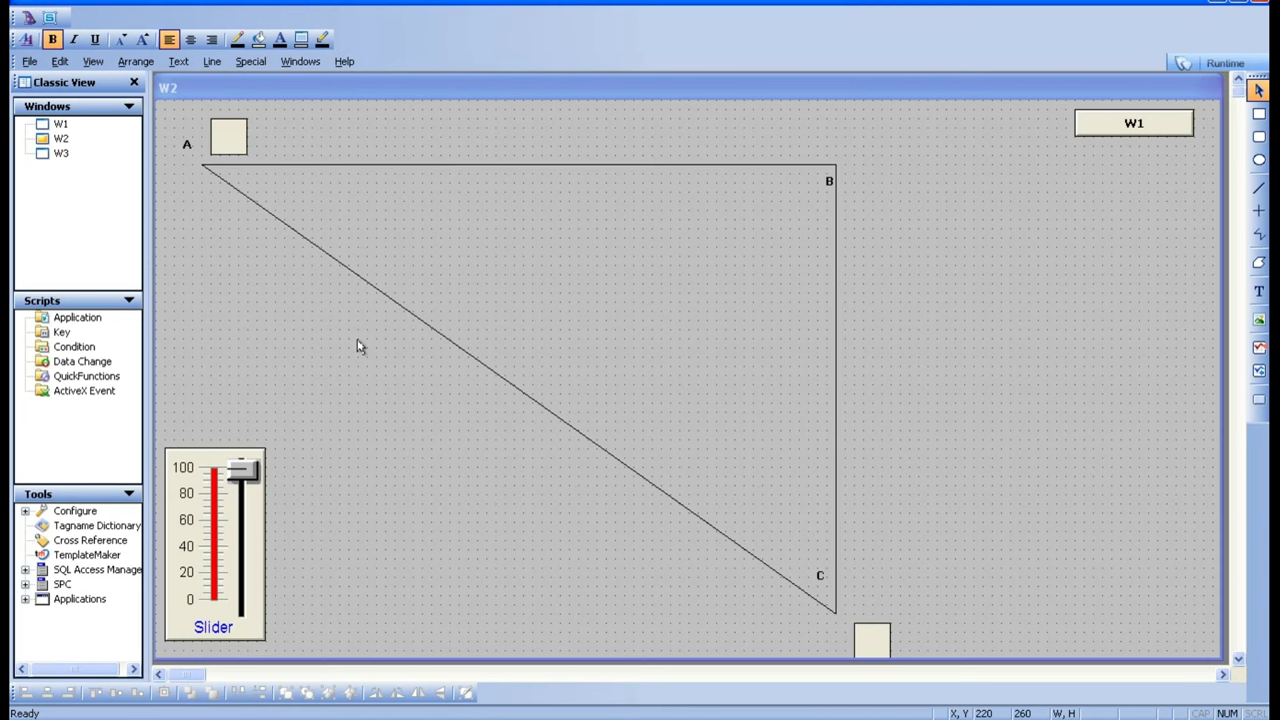 B I U
File Edit View Arrange Text Line Special Windows Help
Runtime
Classic View
Windows
W1
W2
W3
Scripts
Application
Key
Condition
Data Change
QuickFunctions
ActiveX Event
Tools
Configure
Tagname Dictionary
Cross Reference
TemplateMaker
SQL Access Manage
SPC
Applications
W2
W1
A
B
C
100
80
60
40
20
0
Slider
T
Ready X, Y 220 260 W, H CAP NUM SCRL